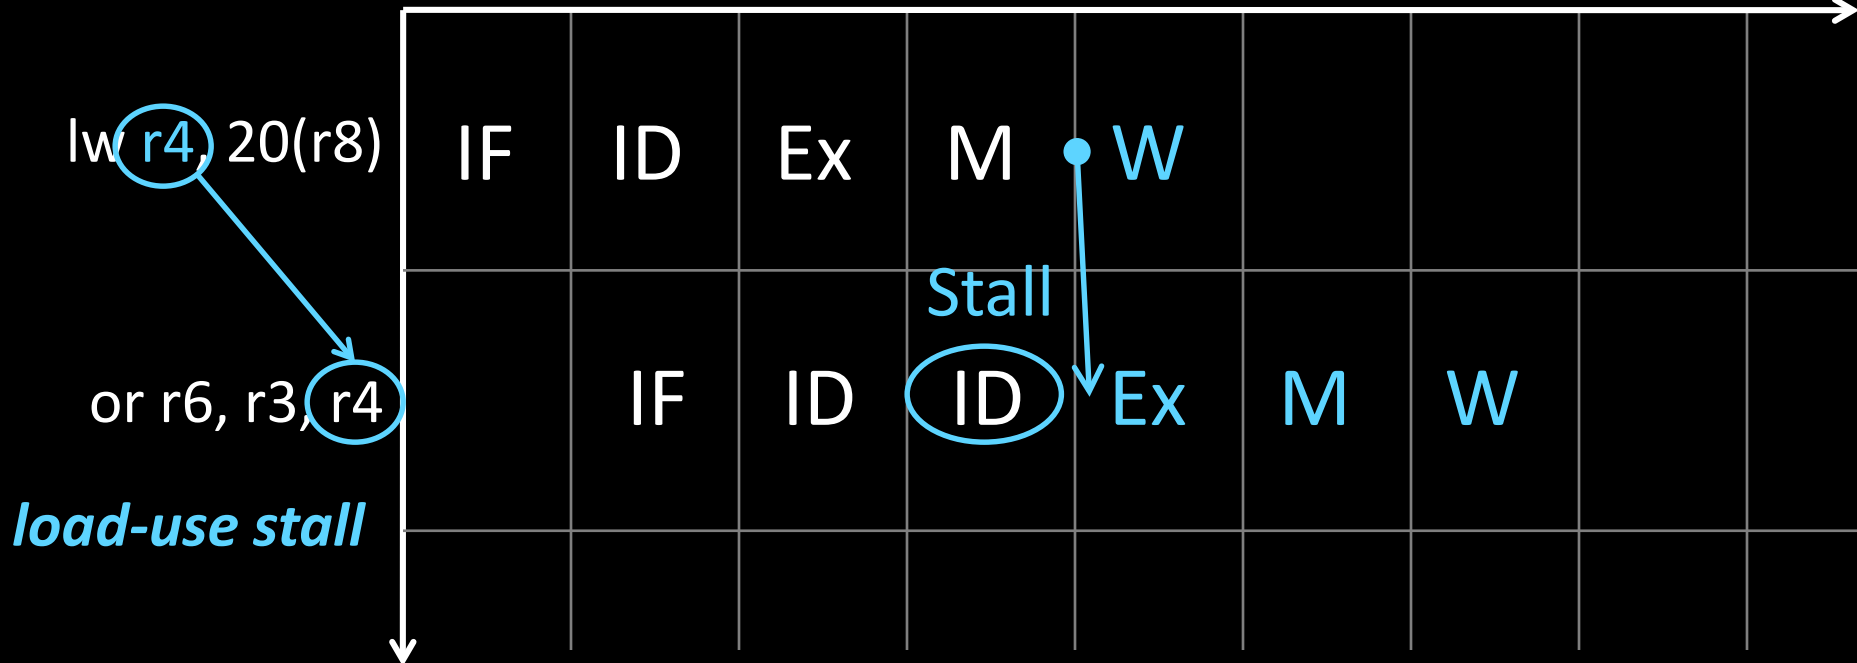 lw r4, 20(r8) IF ID Ex M W
Stall
or r6, r3, r4 IF ID ID Ex M W
load-use stall